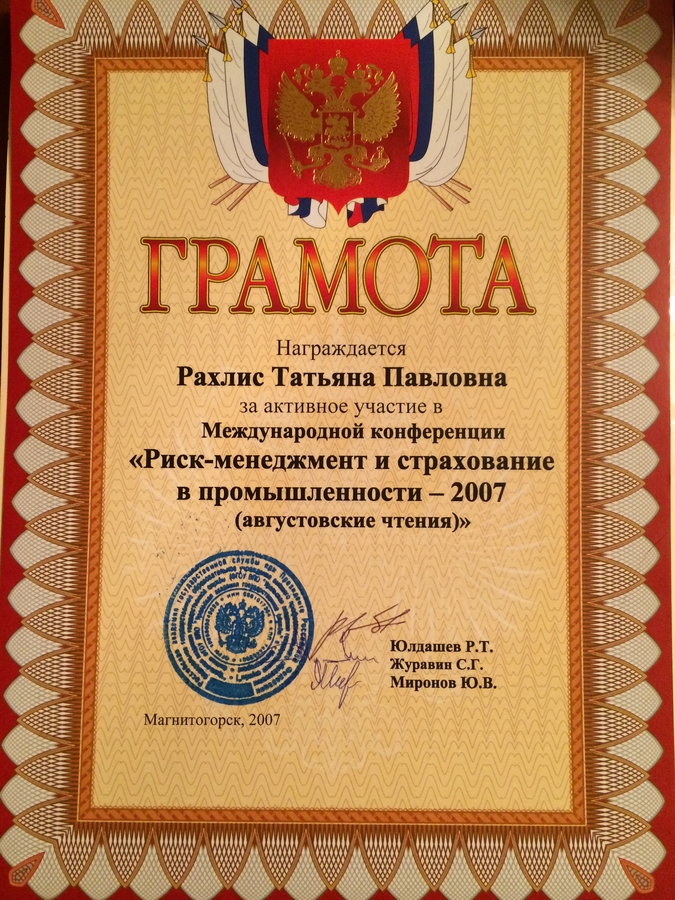 ГРАМОТА
Награждается
Рахлис Татьяна Павловна
за активное участие в
Международной конференции
«Риск-менеджмент и страхование
в промышленности – 2007
(августовские чтения)»
Юлдашев Р.Т.
Журавин С.Г.
Миронов Ю.В.
Магнитогорск, 2007